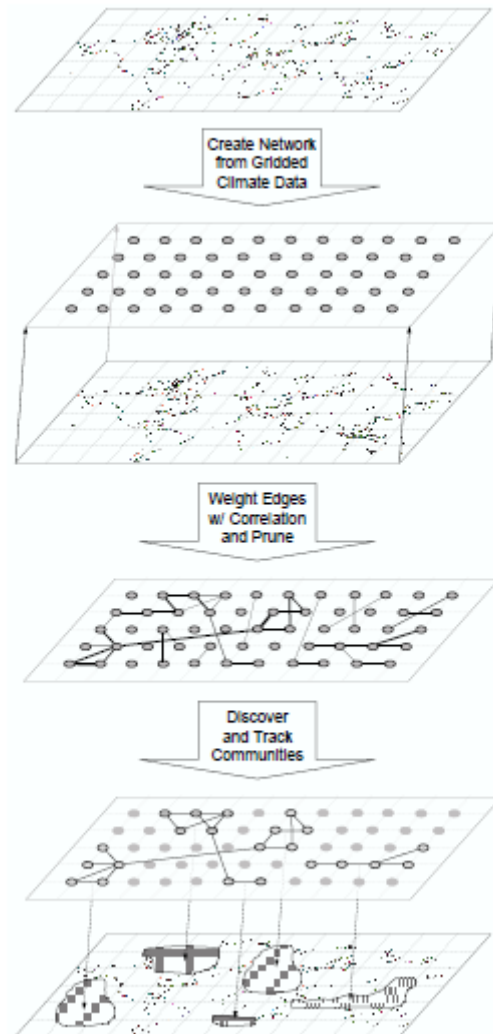 Create Network
from Gridded
Climate Data
Weight Edges
w/ Correlation
and Prune
Discover
and Track
Communities